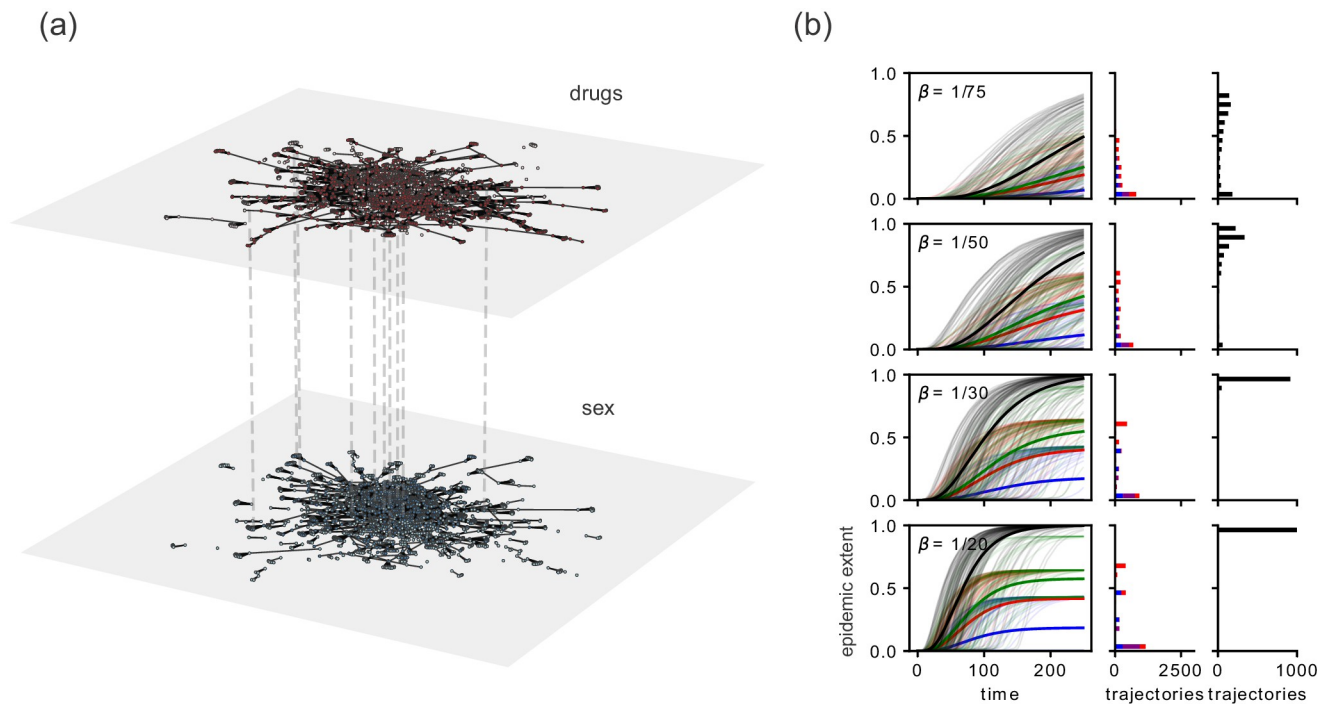 (a)
drugs
sex
(b)
1.0
β = 1/75
0.5
0.0
1.0
β = 1/50
0.5
0.0
1.0
β = 1/30
0.5
0.0
1.0
β = 1/20
0.5
0.0
epidemic extent
0 100 200 0 2500 0 1000
time trajectories trajectories